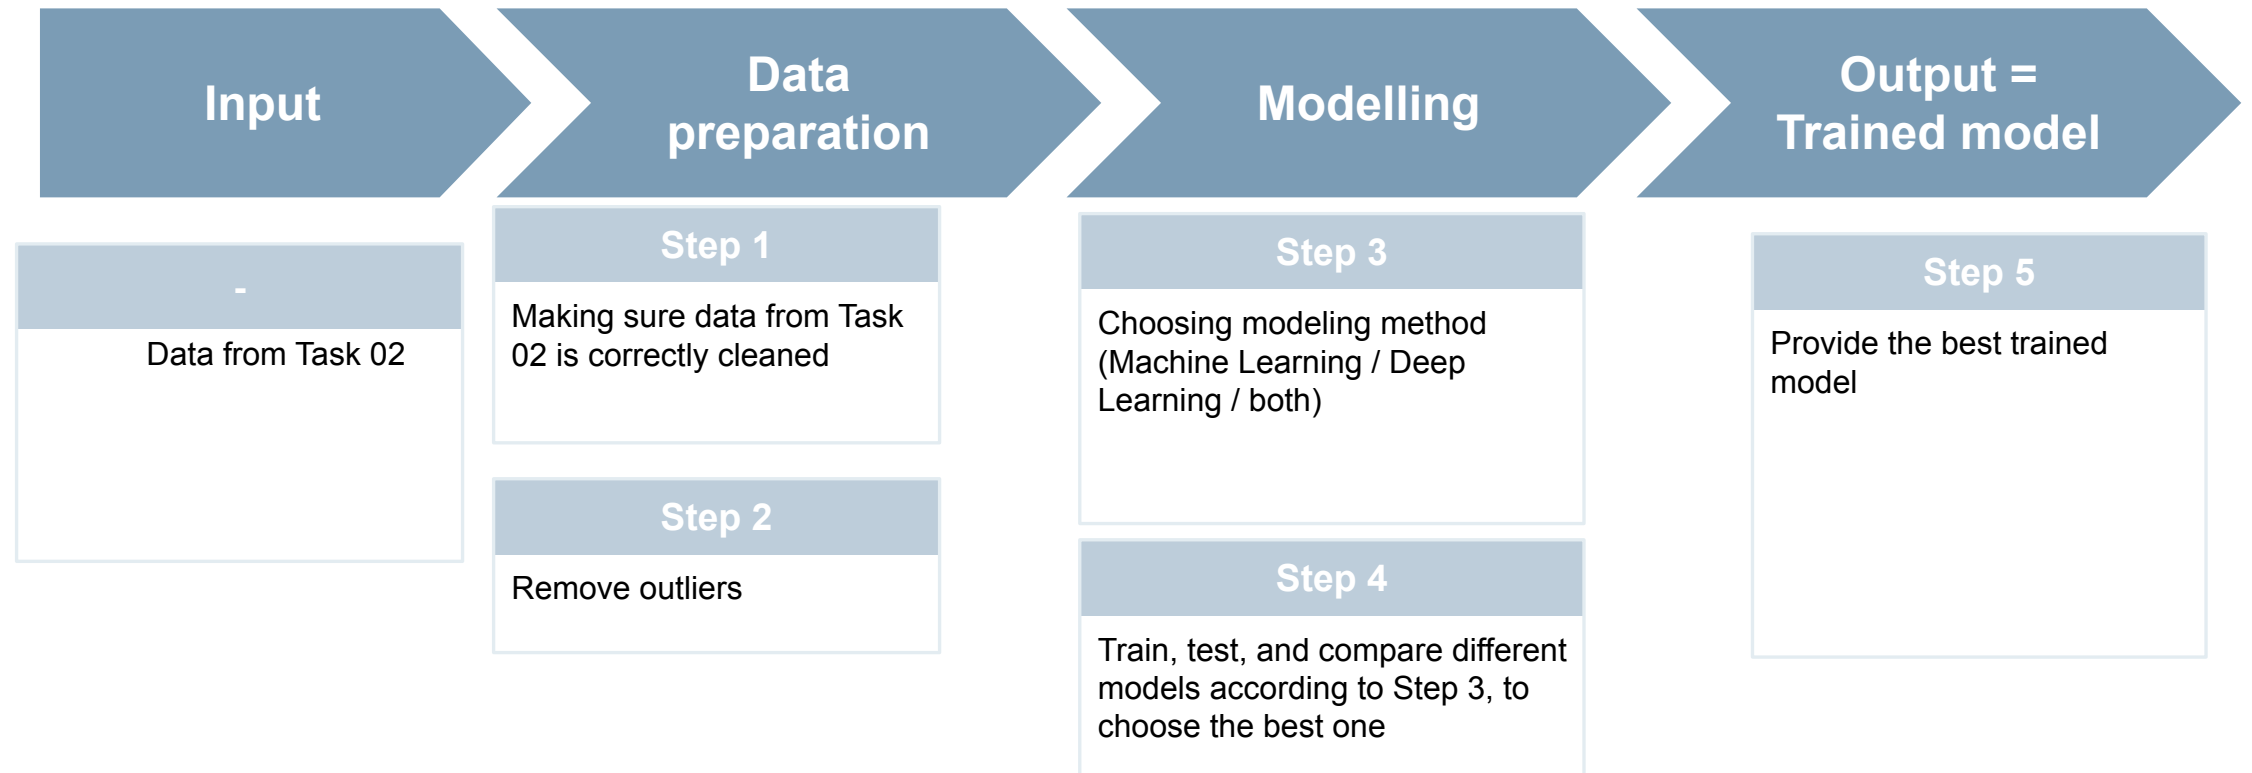 Input
Data
preparation
Modelling
Output =
Trained model
-
Data from Task 02
Step 1
Making sure data from Task
02 is correctly cleaned
Step 2
Remove outliers
Step 3
Choosing modeling method
(Machine Learning / Deep
Learning / both)
Step 4
Train, test, and compare different
models according to Step 3, to
choose the best one
Step 5
Provide the best trained
model